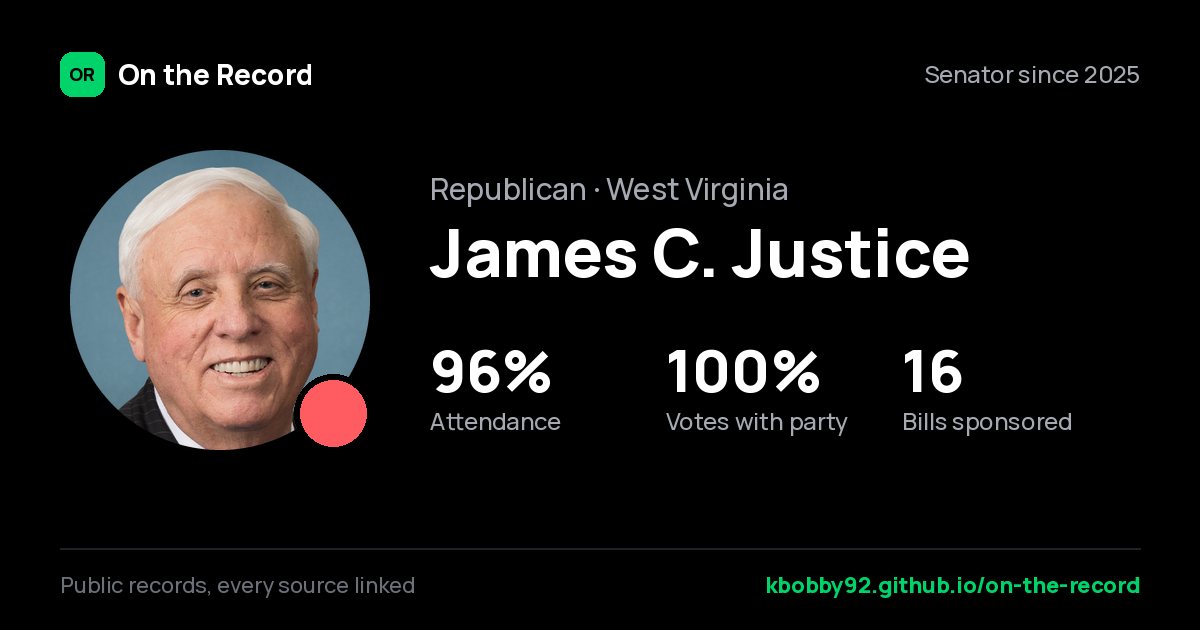 OR On the Record
Senator since 2025
Republican · West Virginia
James C. Justice
96% 100% 16
Attendance Votes with party Bills sponsored
Public records, every source linked
kbobby92.github.io/on-the-record